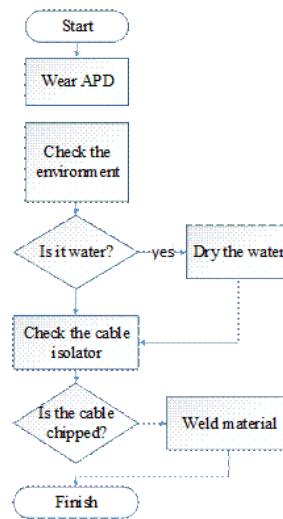 Start
Wear APD
Check the
environment
Is it water?
yes
Dry the water
Check the cable
isolator
Is the cable
chipped?
Weld material
Finish